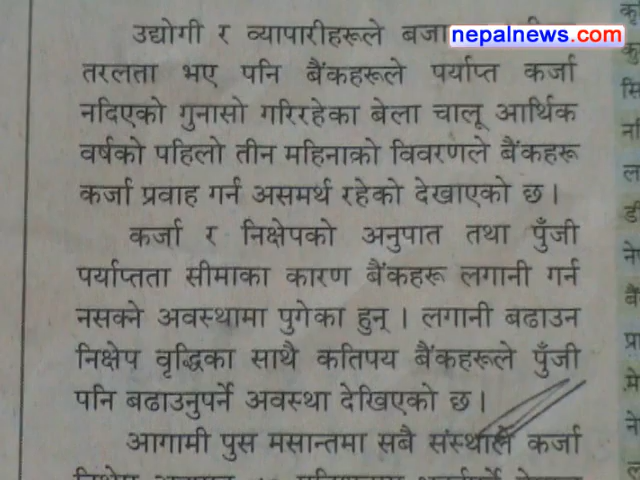 nepalnews.com
उद्योगी र व्यापारीहरूले
तरलता भए पनि बैंकहरूले पर्याप्त कर्जा
नदिएको गुनासो गरिरहेका बेला चालू आर्थिक
वर्षको पहिलो तीन महिनाको विवरणले बैंकहरू
कर्जा प्रवाह गर्न असमर्थ रहेको देखाएको छ ।
कर्जा र निक्षेपको अनुपात तथा पुँजी
पर्याप्तता सीमाका कारण बैंकहरू लगानी गर्न
नसक्ने अवस्थामा पुगेका हुन् । लगानी बढाउन
निक्षेप वृद्धिका साथै कतिपय बैंकहरूले पुँजी
पनि बढाउनुपर्ने अवस्था देखिएको छ ।
आगामी पुस मसान्तमा सबै संस्थाले कर्जा